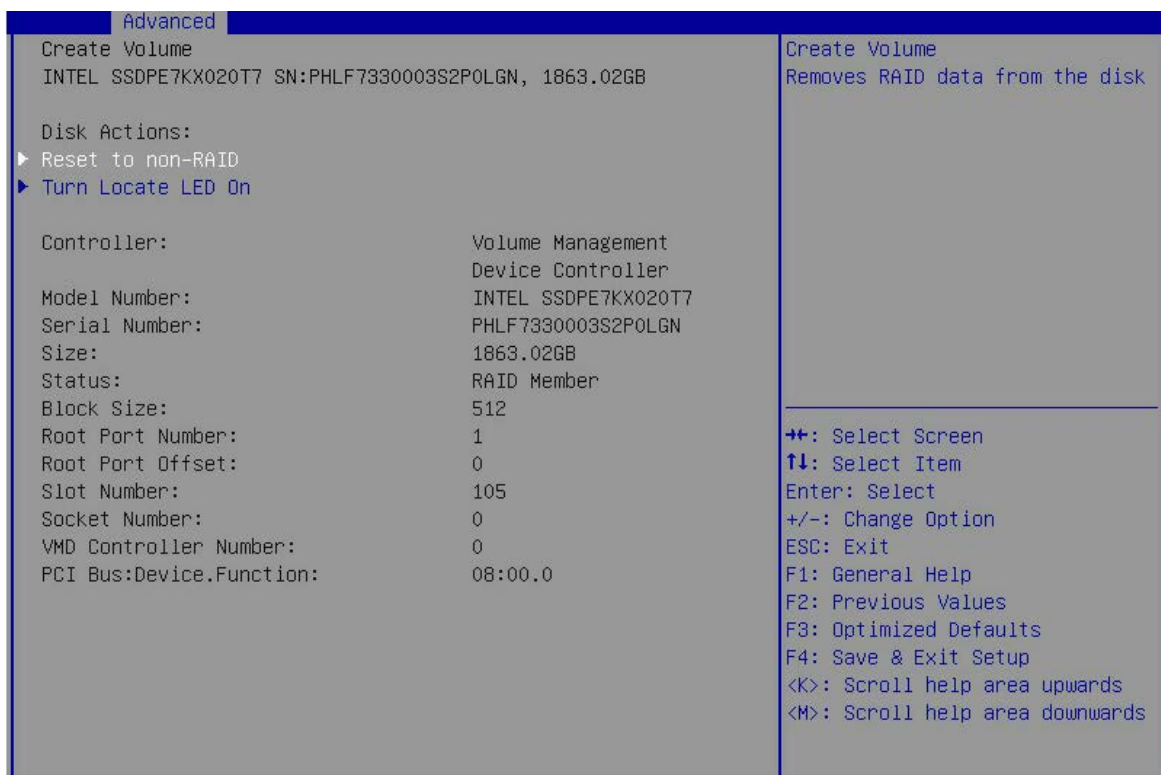 Advanced
Create Volume
INTEL SSDPE7KX020T7 SN:PHLF7330003S2P0LGN, 1863.02GB
Disk Actions:
Reset to non-RAID
Turn Locate LED On
Controller: Volume Management
Device Controller
Model Number: INTEL SSDPE7KX020T7
Serial Number: PHLF7330003S2P0LGN
Size: 1863.02GB
Status: RAID Member
Block Size: 512
Root Port Number: 1
Root Port Offset: 0
Slot Number: 105
Socket Number: 0
VMD Controller Number: 0
PCI Bus:Device.Function: 08:00.0
Create Volume
Removes RAID data from the disk
→←: Select Screen
↑↓: Select Item
Enter: Select
+/-: Change Option
ESC: Exit
F1: General Help
F2: Previous Values
F3: Optimized Defaults
F4: Save & Exit Setup
<K>: Scroll help area upwards
<M>: Scroll help area downwards